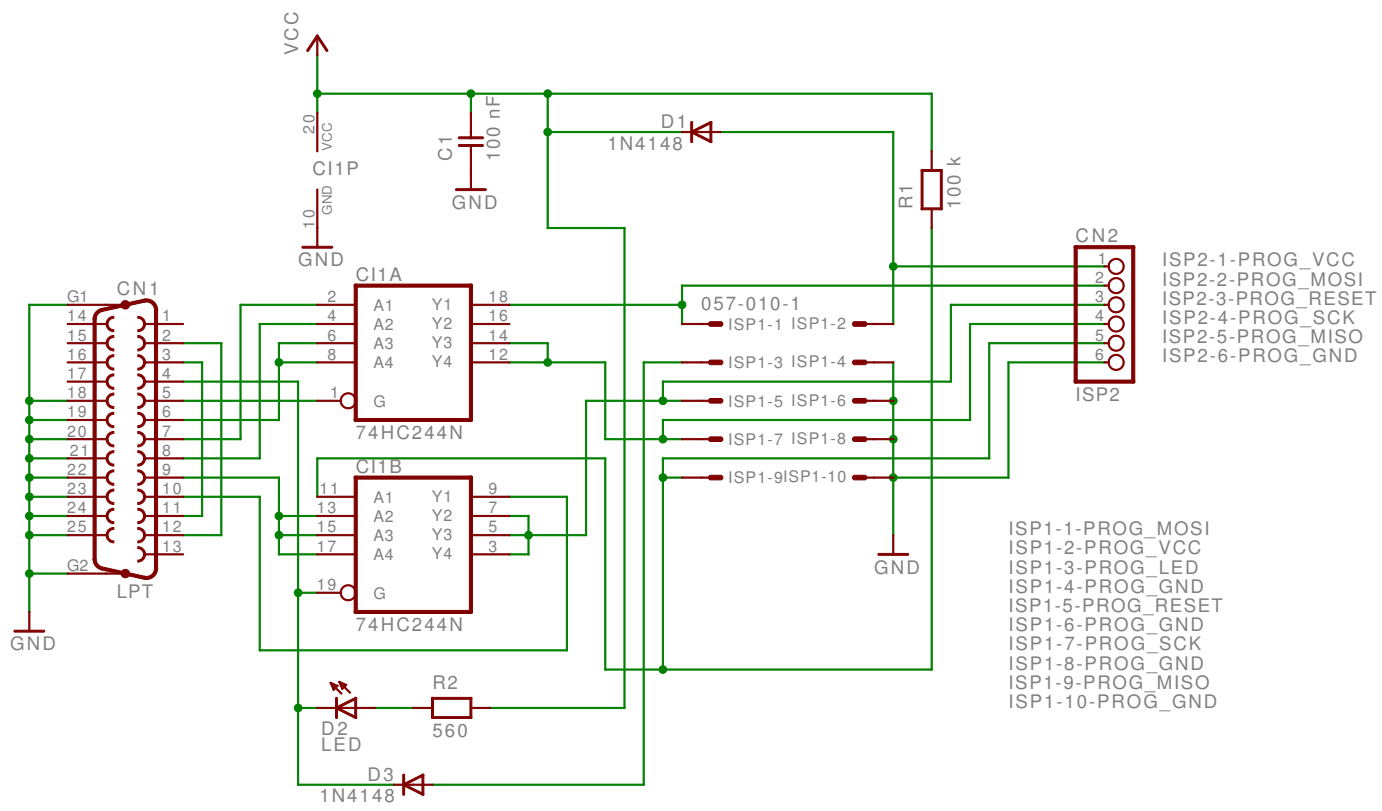 VCC
20
VCC
CI1P
GND
10
GND
C1
100 nF
GND
D1
1N4148
R1
100 k
CN1
G1
14
15
16
17
18
19
20
21
22
23
24
25
G2
1
2
3
4
5
6
7
8
9
10
11
12
13
LPT
GND
CI1A
2 A1 Y1 18
4 A2 Y2 16
6 A3 Y3 14
8 A4 Y4 12
1 G
74HC244N
CI1B
11 A1 Y1 9
13 A2 Y2 7
15 A3 Y3 5
17 A4 Y4 3
19 G
74HC244N
057-010-1
ISP1-1 ISP1-2
ISP1-3 ISP1-4
ISP1-5 ISP1-6
ISP1-7 ISP1-8
ISP1-9 ISP1-10
GND
CN2
1
2
3
4
5
6
ISP2
ISP2-1-PROG_VCC
ISP2-2-PROG_MOSI
ISP2-3-PROG_RESET
ISP2-4-PROG_SCK
ISP2-5-PROG_MISO
ISP2-6-PROG_GND
ISP1-1-PROG_MOSI
ISP1-2-PROG_VCC
ISP1-3-PROG_LED
ISP1-4-PROG_GND
ISP1-5-PROG_RESET
ISP1-6-PROG_GND
ISP1-7-PROG_SCK
ISP1-8-PROG_GND
ISP1-9-PROG_MISO
ISP1-10-PROG_GND
D2
LED
R2
560
D3
1N4148